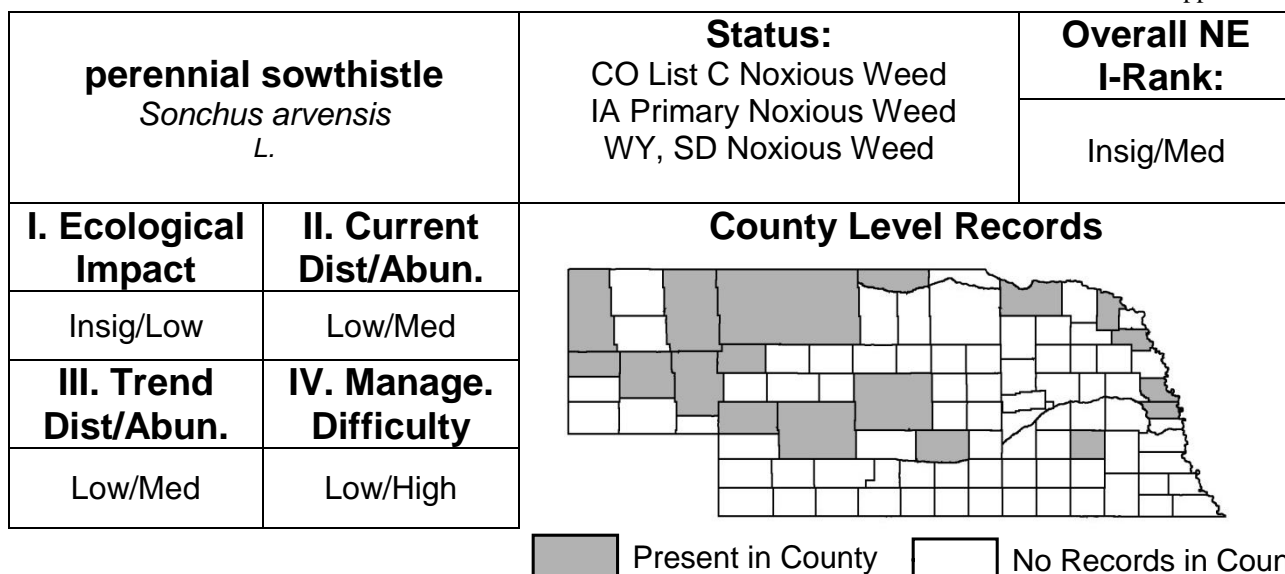 perennial sowthistle
Sonchus arvensis
L.
Status:
CO List C Noxious Weed
IA Primary Noxious Weed
WY, SD Noxious Weed
Overall NE
I-Rank:
Insig/Med
I. Ecological
Impact
II. Current
Dist/Abun.
Insig/Low
Low/Med
III. Trend
Dist/Abun.
IV. Manage.
Difficulty
Low/Med
Low/High
County Level Records
Present in County
No Records in Coun